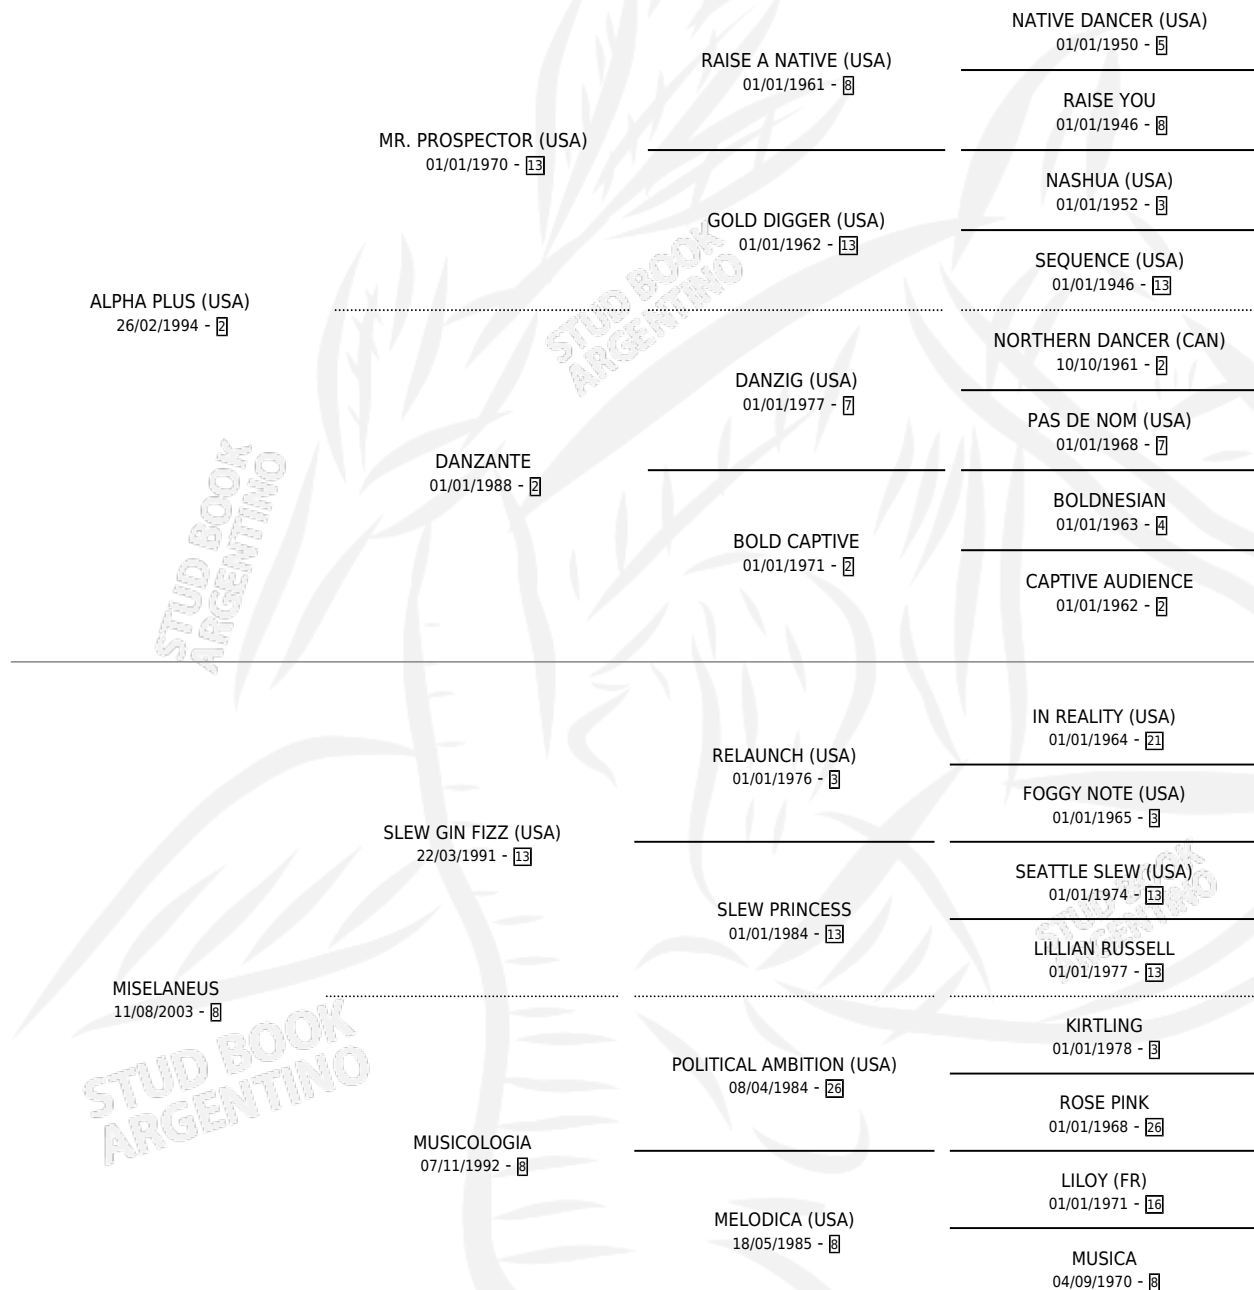 NATIVE DANCER (USA)
01/01/1950 - 5
RAISE A NATIVE (USA)
01/01/1961 - 8
RAISE YOU
01/01/1946 - 8
MR. PROSPECTOR (USA)
01/01/1970 - 13
NASHUA (USA)
01/01/1952 - 3
GOLD DIGGER (USA)
01/01/1962 - 13
SEQUENCE (USA)
01/01/1946 - 13
ALPHA PLUS (USA)
26/02/1994 - 2
STUD BOOK
ARGENTINO
NORTHERN DANCER (CAN)
10/10/1961 - 2
DANZIG (USA)
01/01/1977 - 7
PAS DE NOM (USA)
01/01/1968 - 7
DANZANTE
01/01/1988 - 2
BOLDNESIAN
01/01/1963 - 4
BOLD CAPTIVE
01/01/1971 - 2
CAPTIVE AUDIENCE
01/01/1962 - 2
STUD BOOK
ARGENTINO
IN REALITY (USA)
01/01/1964 - 21
RELAUNCH (USA)
01/01/1976 - 3
FOGGY NOTE (USA)
01/01/1965 - 3
SLEW GIN FIZZ (USA)
22/03/1991 - 13
SEATTLE SLEW (USA)
01/01/1974 - 13
STUD BOOK
ARGENTINO
SLEW PRINCESS
01/01/1984 - 13
LILLIAN RUSSELL
01/01/1977 - 13
MISELANEUS
11/08/2003 - 8
STUD BOOK
ARGENTINO
KIRTLING
01/01/1978 - 3
POLITICAL AMBITION (USA)
08/04/1984 - 26
ROSE PINK
01/01/1968 - 26
MUSICOLOGIA
07/11/1992 - 8
LILOY (FR)
01/01/1971 - 16
MELODICA (USA)
18/05/1985 - 8
MUSICA
04/09/1970 - 8